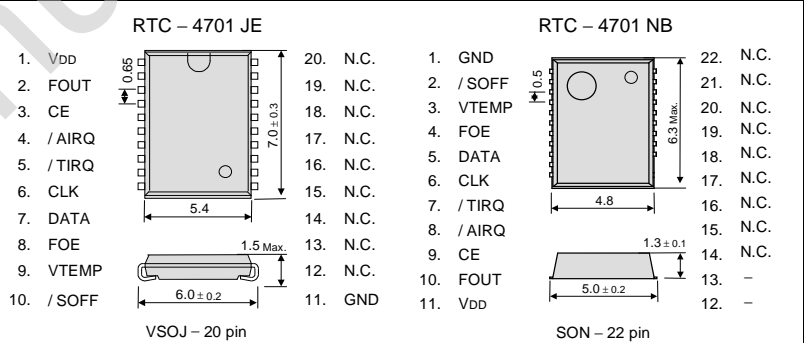 RTC – 4701 JE
1. VDD
2. FOUT
3. CE
4. / AIRQ
5. / TIRQ
6. CLK
7. DATA
8. FOE
9. VTEMP
10. / SOFF
0.65
7.0 ± 0.3
5.4
1.5 Max.
6.0 ± 0.2
20. N.C.
19. N.C.
18. N.C.
17. N.C.
16. N.C.
15. N.C.
14. N.C.
13. N.C.
12. N.C.
11. GND
VSOJ – 20 pin
RTC – 4701 NB
1. GND
2. / SOFF
3. VTEMP
4. FOE
5. DATA
6. CLK
7. / TIRQ
8. / AIRQ
9. CE
10. FOUT
11. VDD
0.5
6.3 Max.
4.8
1.3 ± 0.1
5.0 ± 0.2
22. N.C.
21. N.C.
20. N.C.
19. N.C.
18. N.C.
17. N.C.
16. N.C.
15. N.C.
14. N.C.
13. –
12. –
SON – 22 pin